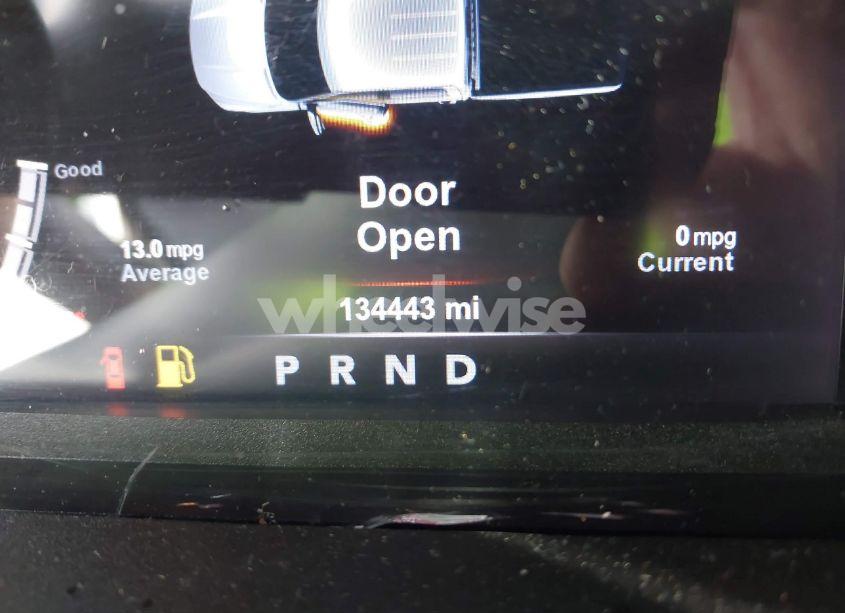 Good
Door
Open
13.0 mpg
Average
0 mpg
Current
134443 mi
wheelwise
P R N D